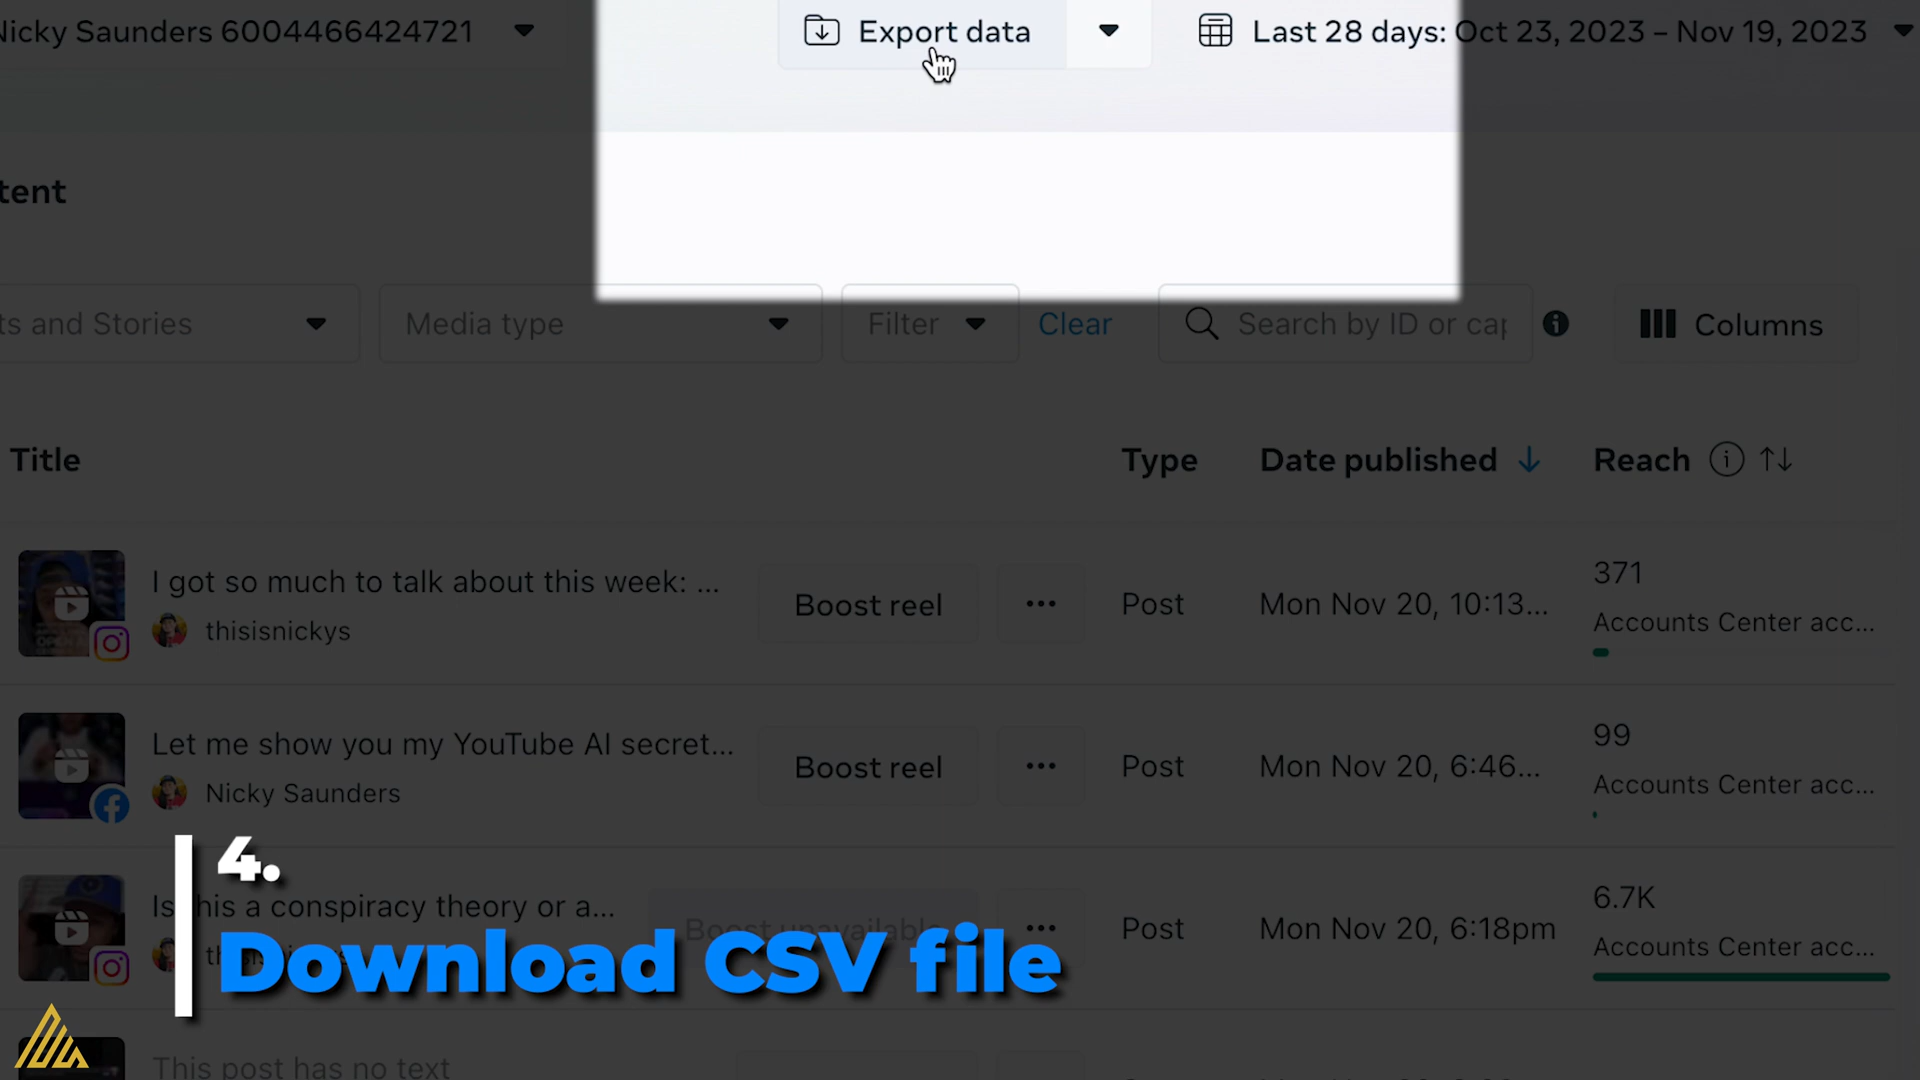 Nicky Saunders 6004466424721
Export data
Last 28 days: Oct 23, 2023 – Nov 19, 2023
tent
ts and Stories
Media type
Filter
Clear
Search by ID or cap
Columns
Title
Type
Date published
Reach
I got so much to talk about this week: ...
thisisnickys
Boost reel
Post
Mon Nov 20, 10:13...
371
Accounts Center acc...
Let me show you my YouTube AI secret...
Nicky Saunders
Boost reel
Post
Mon Nov 20, 6:46...
99
Accounts Center acc...
Is this a conspiracy theory or a...
Boost unavailable
Post
Mon Nov 20, 6:18pm
6.7K
Accounts Center acc...
4.
Download CSV file
This post has no text